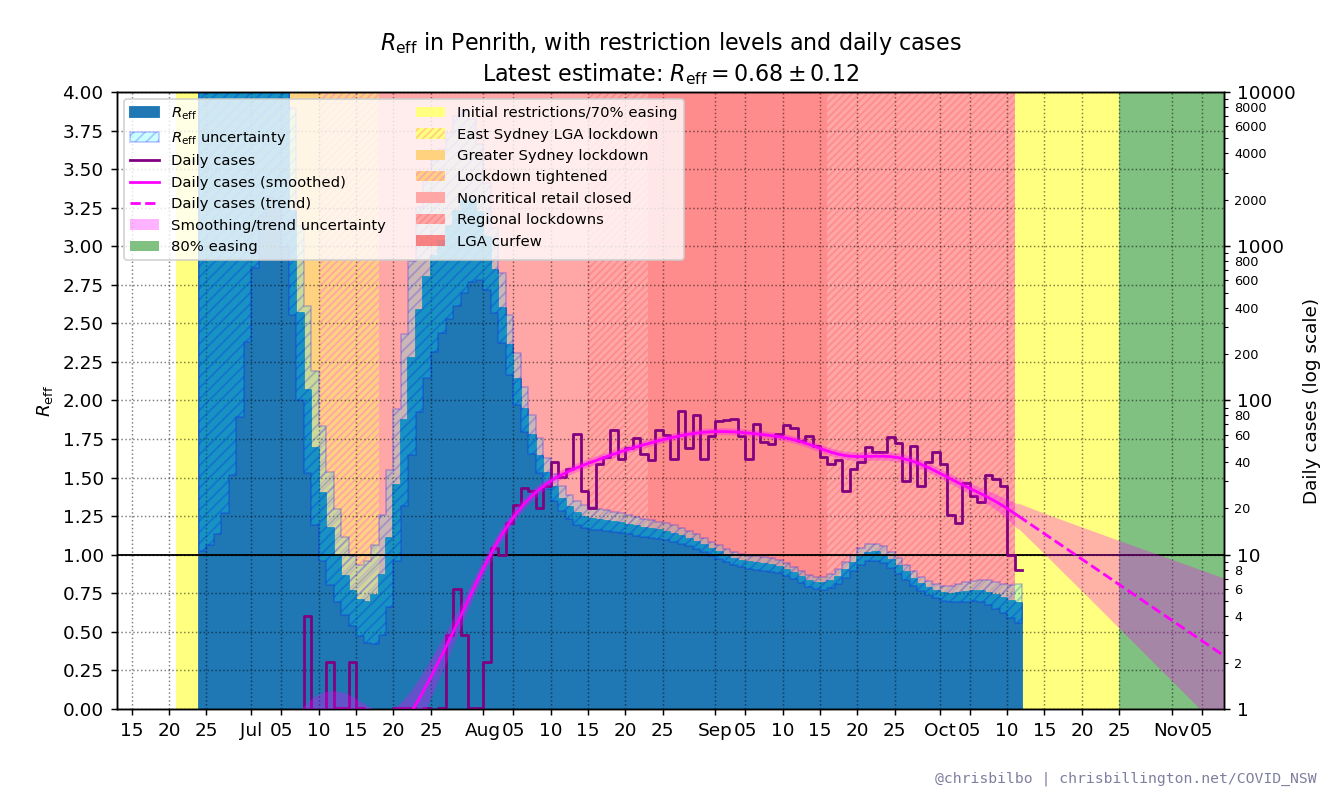 R_eff in Penrith, with restriction levels and daily cases
Latest estimate: R_eff = 0.68 ± 0.12
R_eff
R_eff uncertainty
Daily cases
Daily cases (smoothed)
Daily cases (trend)
Smoothing/trend uncertainty
80% easing
Initial restrictions/70% easing
East Sydney LGA lockdown
Greater Sydney lockdown
Lockdown tightened
Noncritical retail closed
Regional lockdowns
LGA curfew
R_eff
4.00
3.75
3.50
3.25
3.00
2.75
2.50
2.25
2.00
1.75
1.50
1.25
1.00
0.75
0.50
0.25
0.00
15 20 25 Jul 05 10 15 20 25 Aug 05 10 15 20 25 Sep 05 10 15 20 25 Oct 05 10 15 20 25 Nov 05
10000
8000
6000
4000
2000
1000
800
600
400
200
100
80
60
40
20
10
8
6
4
2
1
Daily cases (log scale)
@chrisbilbo | chrisbillington.net/COVID_NSW